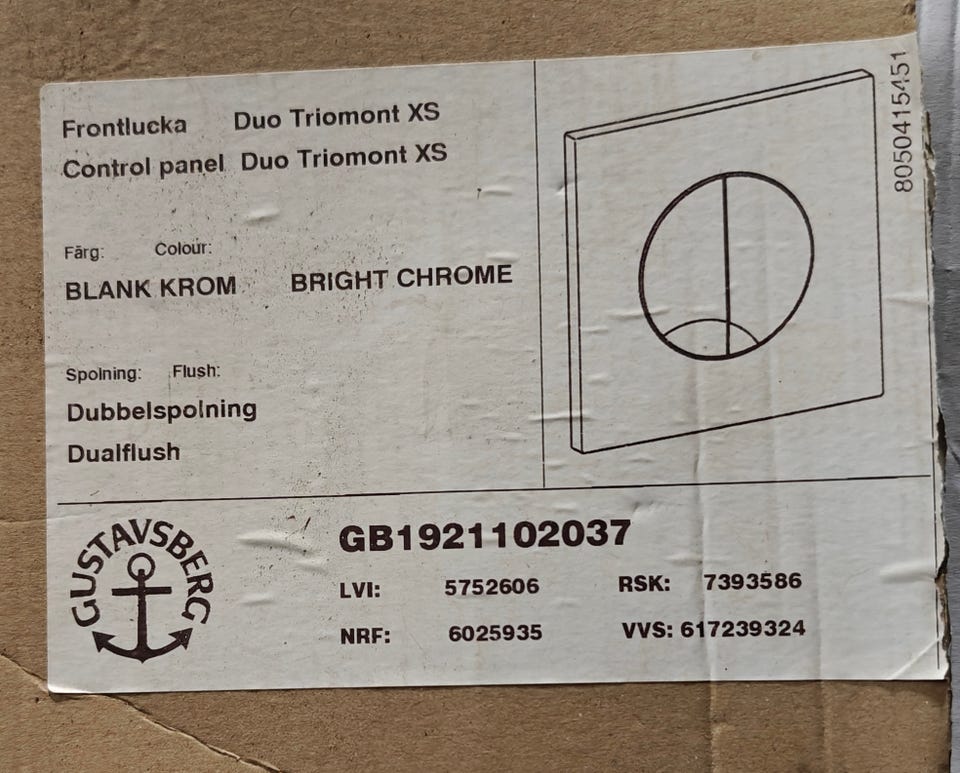 Frontlucka Duo Triomont XS
Control panel Duo Triomont XS
Färg: Colour:
BLANK KROM BRIGHT CHROME
Spolning: Flush:
Dubbelspolning
Dualflush
8050415451
GUSTAVSBERG
GB1921102037
LVI: 5752606 RSK: 7393586
NRF: 6025935 VVS: 617239324